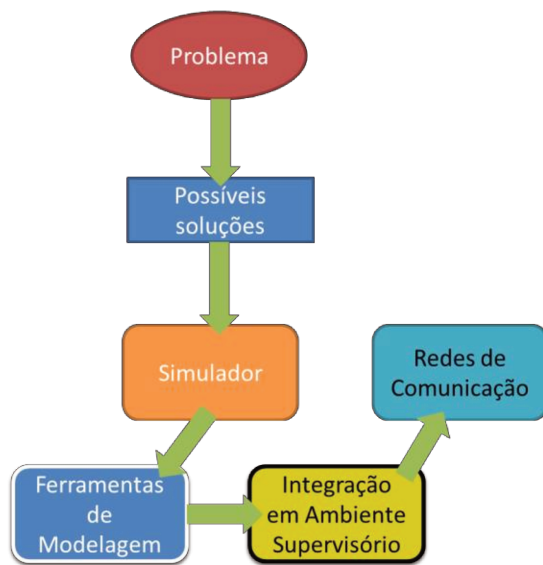 Problema
Possíveis
soluções
Simulador
Redes de
Comunicação
Ferramentas
de
Modelagem
Integração
em Ambiente
Supervisório